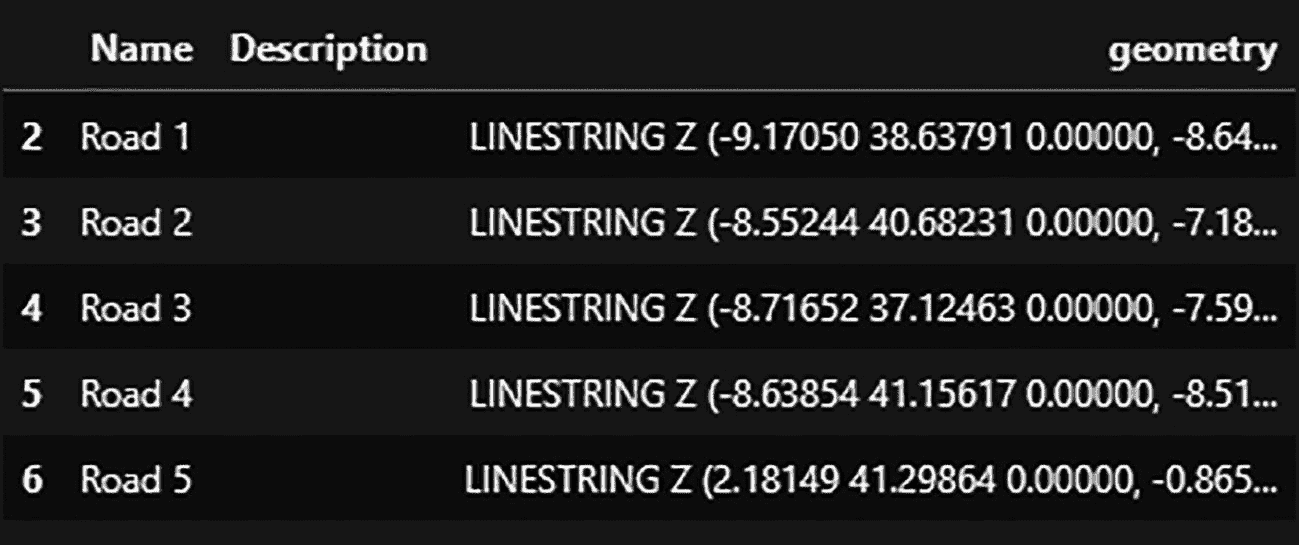 Name Description geometry
2 Road 1 LINESTRING Z (-9.17050 38.63791 0.00000, -8.64...
3 Road 2 LINESTRING Z (-8.55244 40.68231 0.00000, -7.18...
4 Road 3 LINESTRING Z (-8.71652 37.12463 0.00000, -7.59...
5 Road 4 LINESTRING Z (-8.63854 41.15617 0.00000, -8.51...
6 Road 5 LINESTRING Z (2.18149 41.29864 0.00000, -0.865...